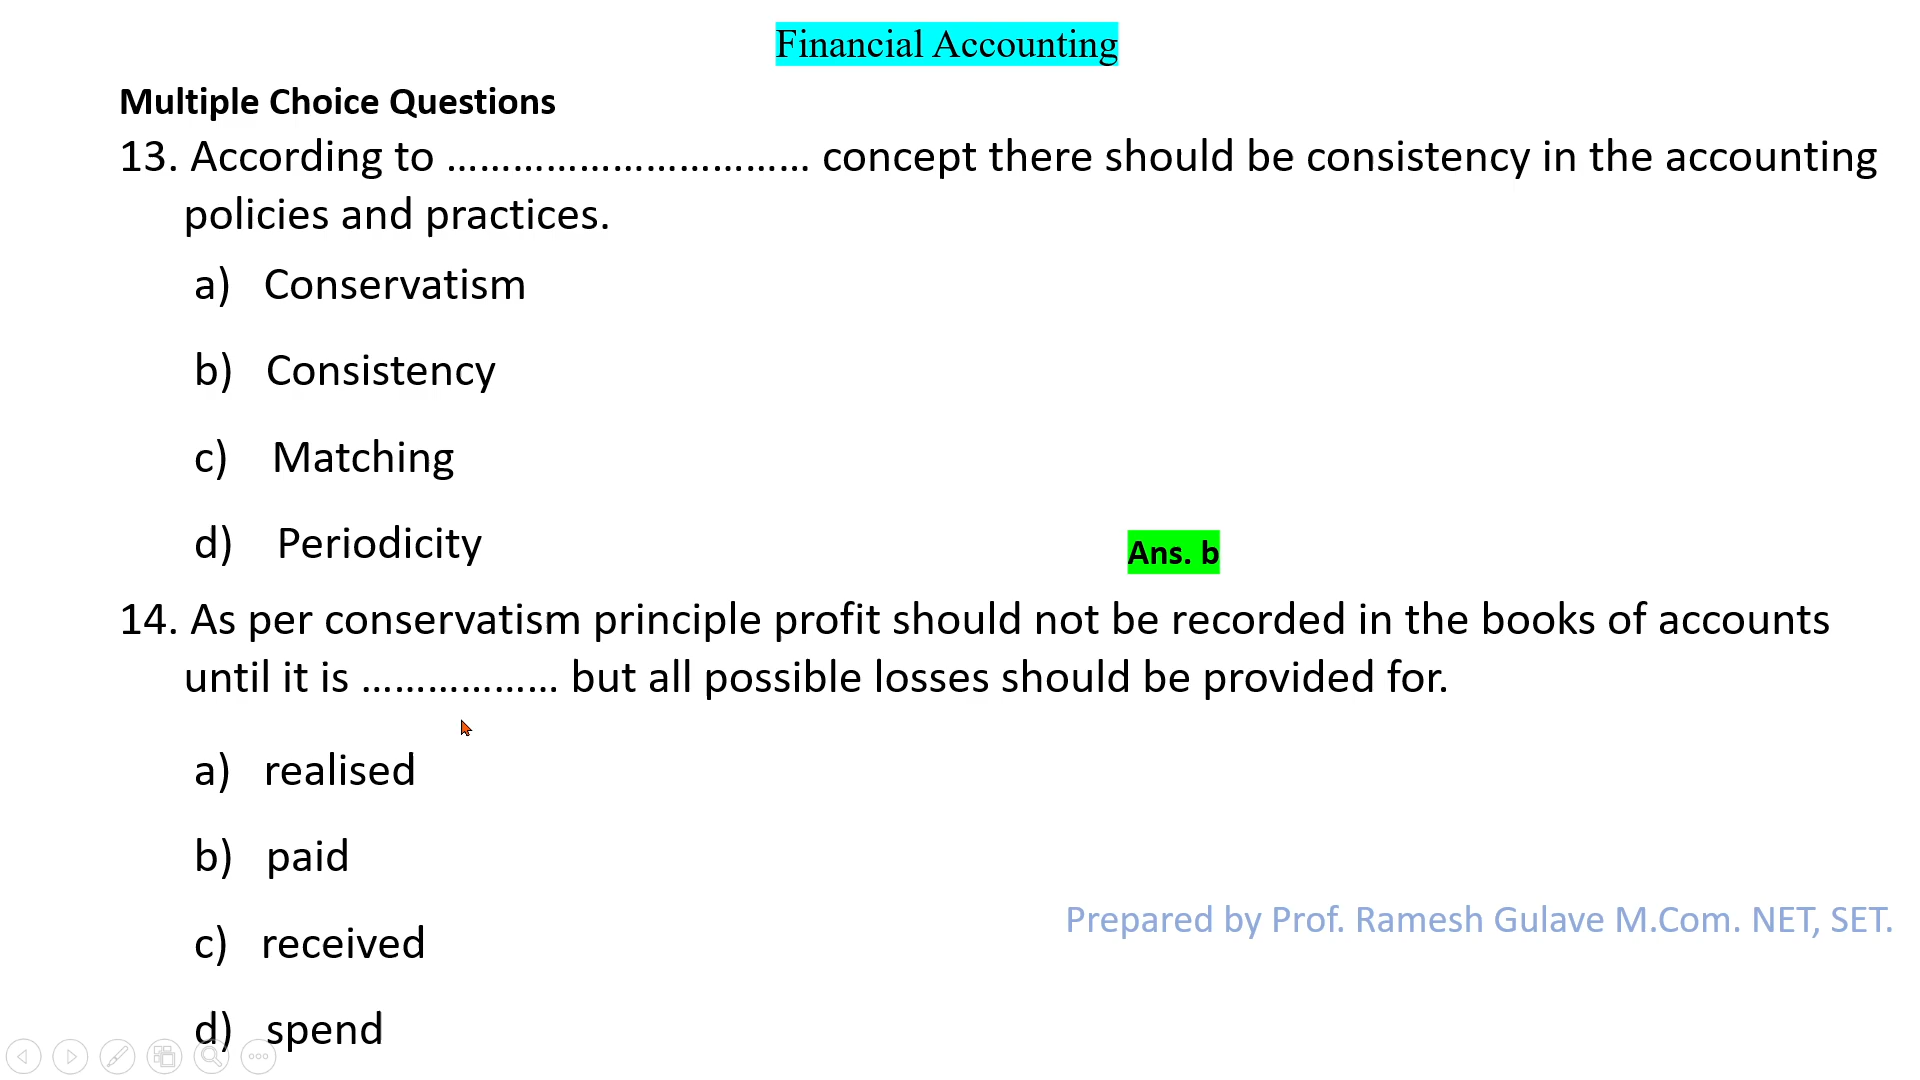 Financial Accounting
Multiple Choice Questions
13. According to ................................. concept there should be consistency in the accounting
policies and practices.
a) Conservatism
b) Consistency
c) Matching
d) Periodicity
Ans. b
14. As per conservatism principle profit should not be recorded in the books of accounts
until it is .................. but all possible losses should be provided for.
a) realised
b) paid
Prepared by Prof. Ramesh Gulave M.Com. NET, SET.
c) received
d) spend